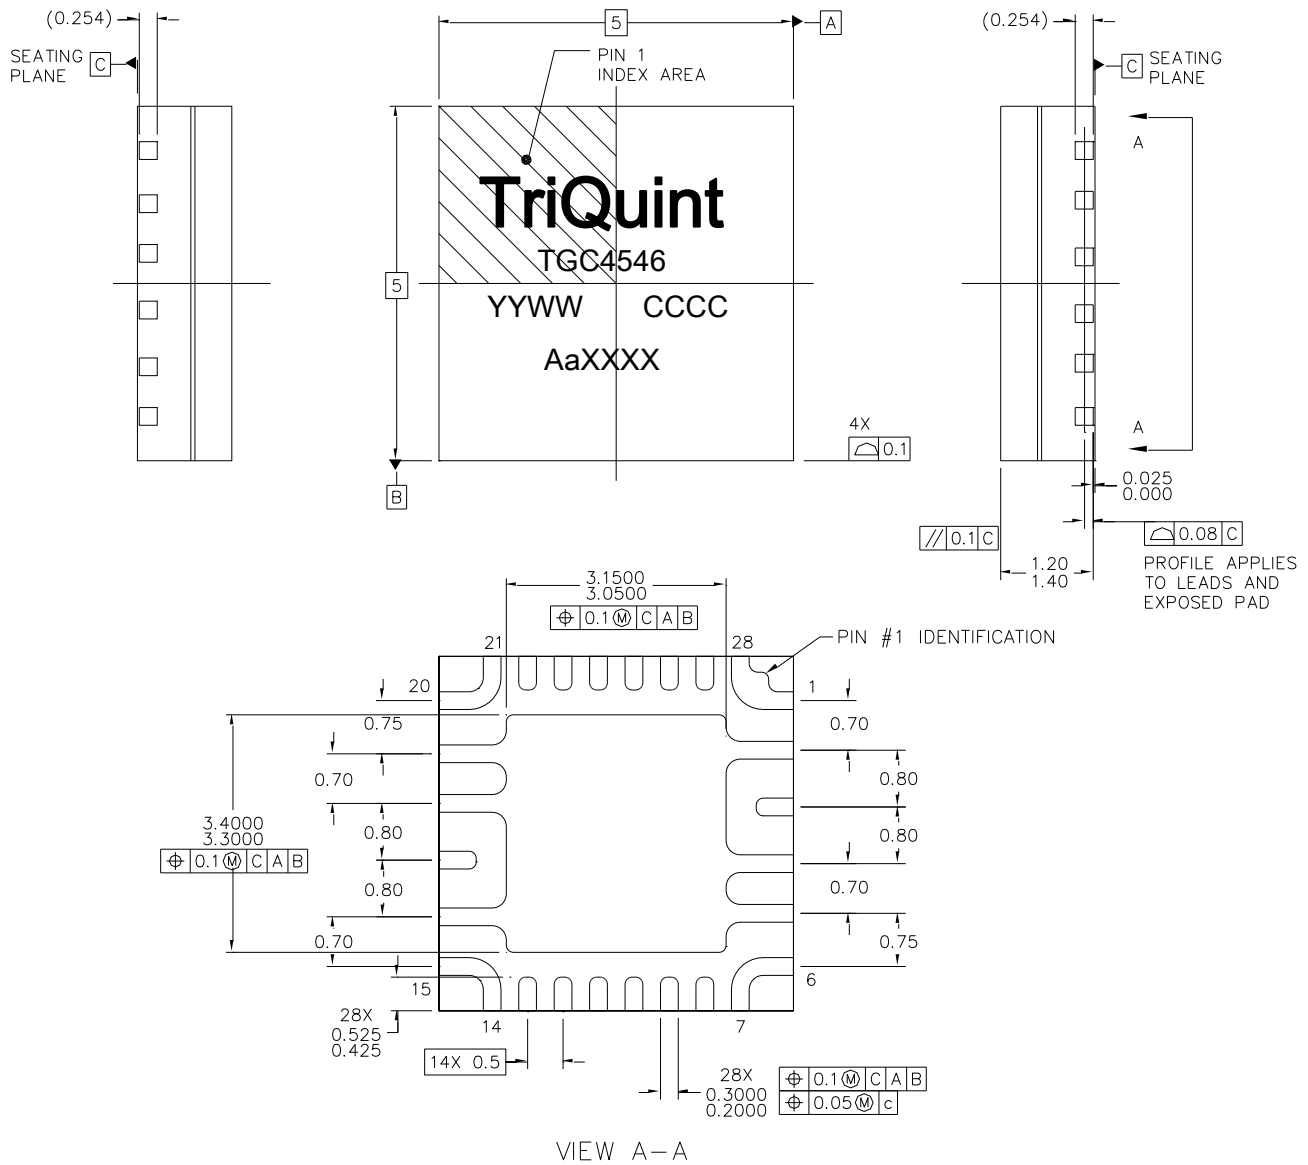 (0.254)
SEATING
PLANE
C
5
A
PIN 1
INDEX AREA
(0.254)
C
SEATING
PLANE
A
TriQuint
TGC4546
5
YYWW CCCC
AaXXXX
A
4X
0.1
B
0.025
0.000
// 0.1 C
0.08 C
1.20
1.40
PROFILE APPLIES
TO LEADS AND
EXPOSED PAD
3.1500
3.0500
0.1 Ⓜ C A B
21
28
PIN #1 IDENTIFICATION
20
1
0.75
0.70
0.70
0.80
3.4000
3.3000
0.1 Ⓜ C A B
0.80
0.80
0.80
0.70
0.70
0.75
15
6
28X
0.525
0.425
14
7
14X 0.5
28X
0.3000
0.2000
0.1 Ⓜ C A B
0.05 Ⓜ c
VIEW A-A